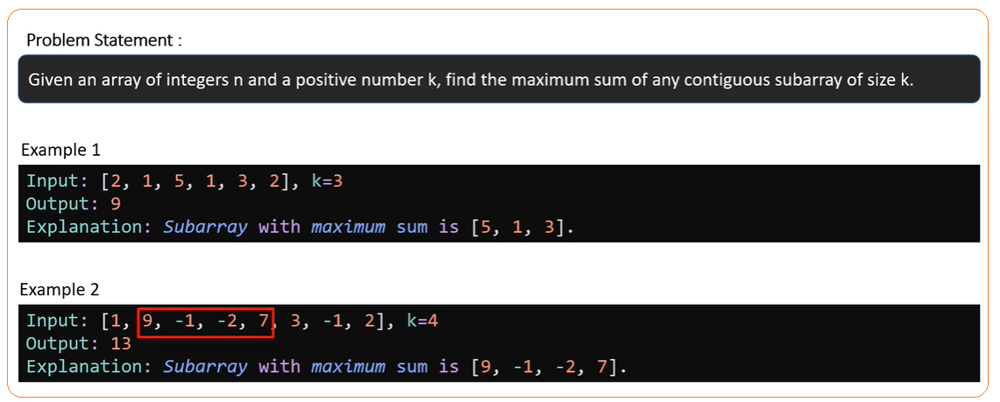 Problem Statement :
Given an array of integers n and a positive number k, find the maximum sum of any contiguous subarray of size k.
Example 1
Input: [2, 1, 5, 1, 3, 2], k=3
Output: 9
Explanation: Subarray with maximum sum is [5, 1, 3].
Example 2
Input: [1, 9, -1, -2, 7, 3, -1, 2], k=4
Output: 13
Explanation: Subarray with maximum sum is [9, -1, -2, 7].